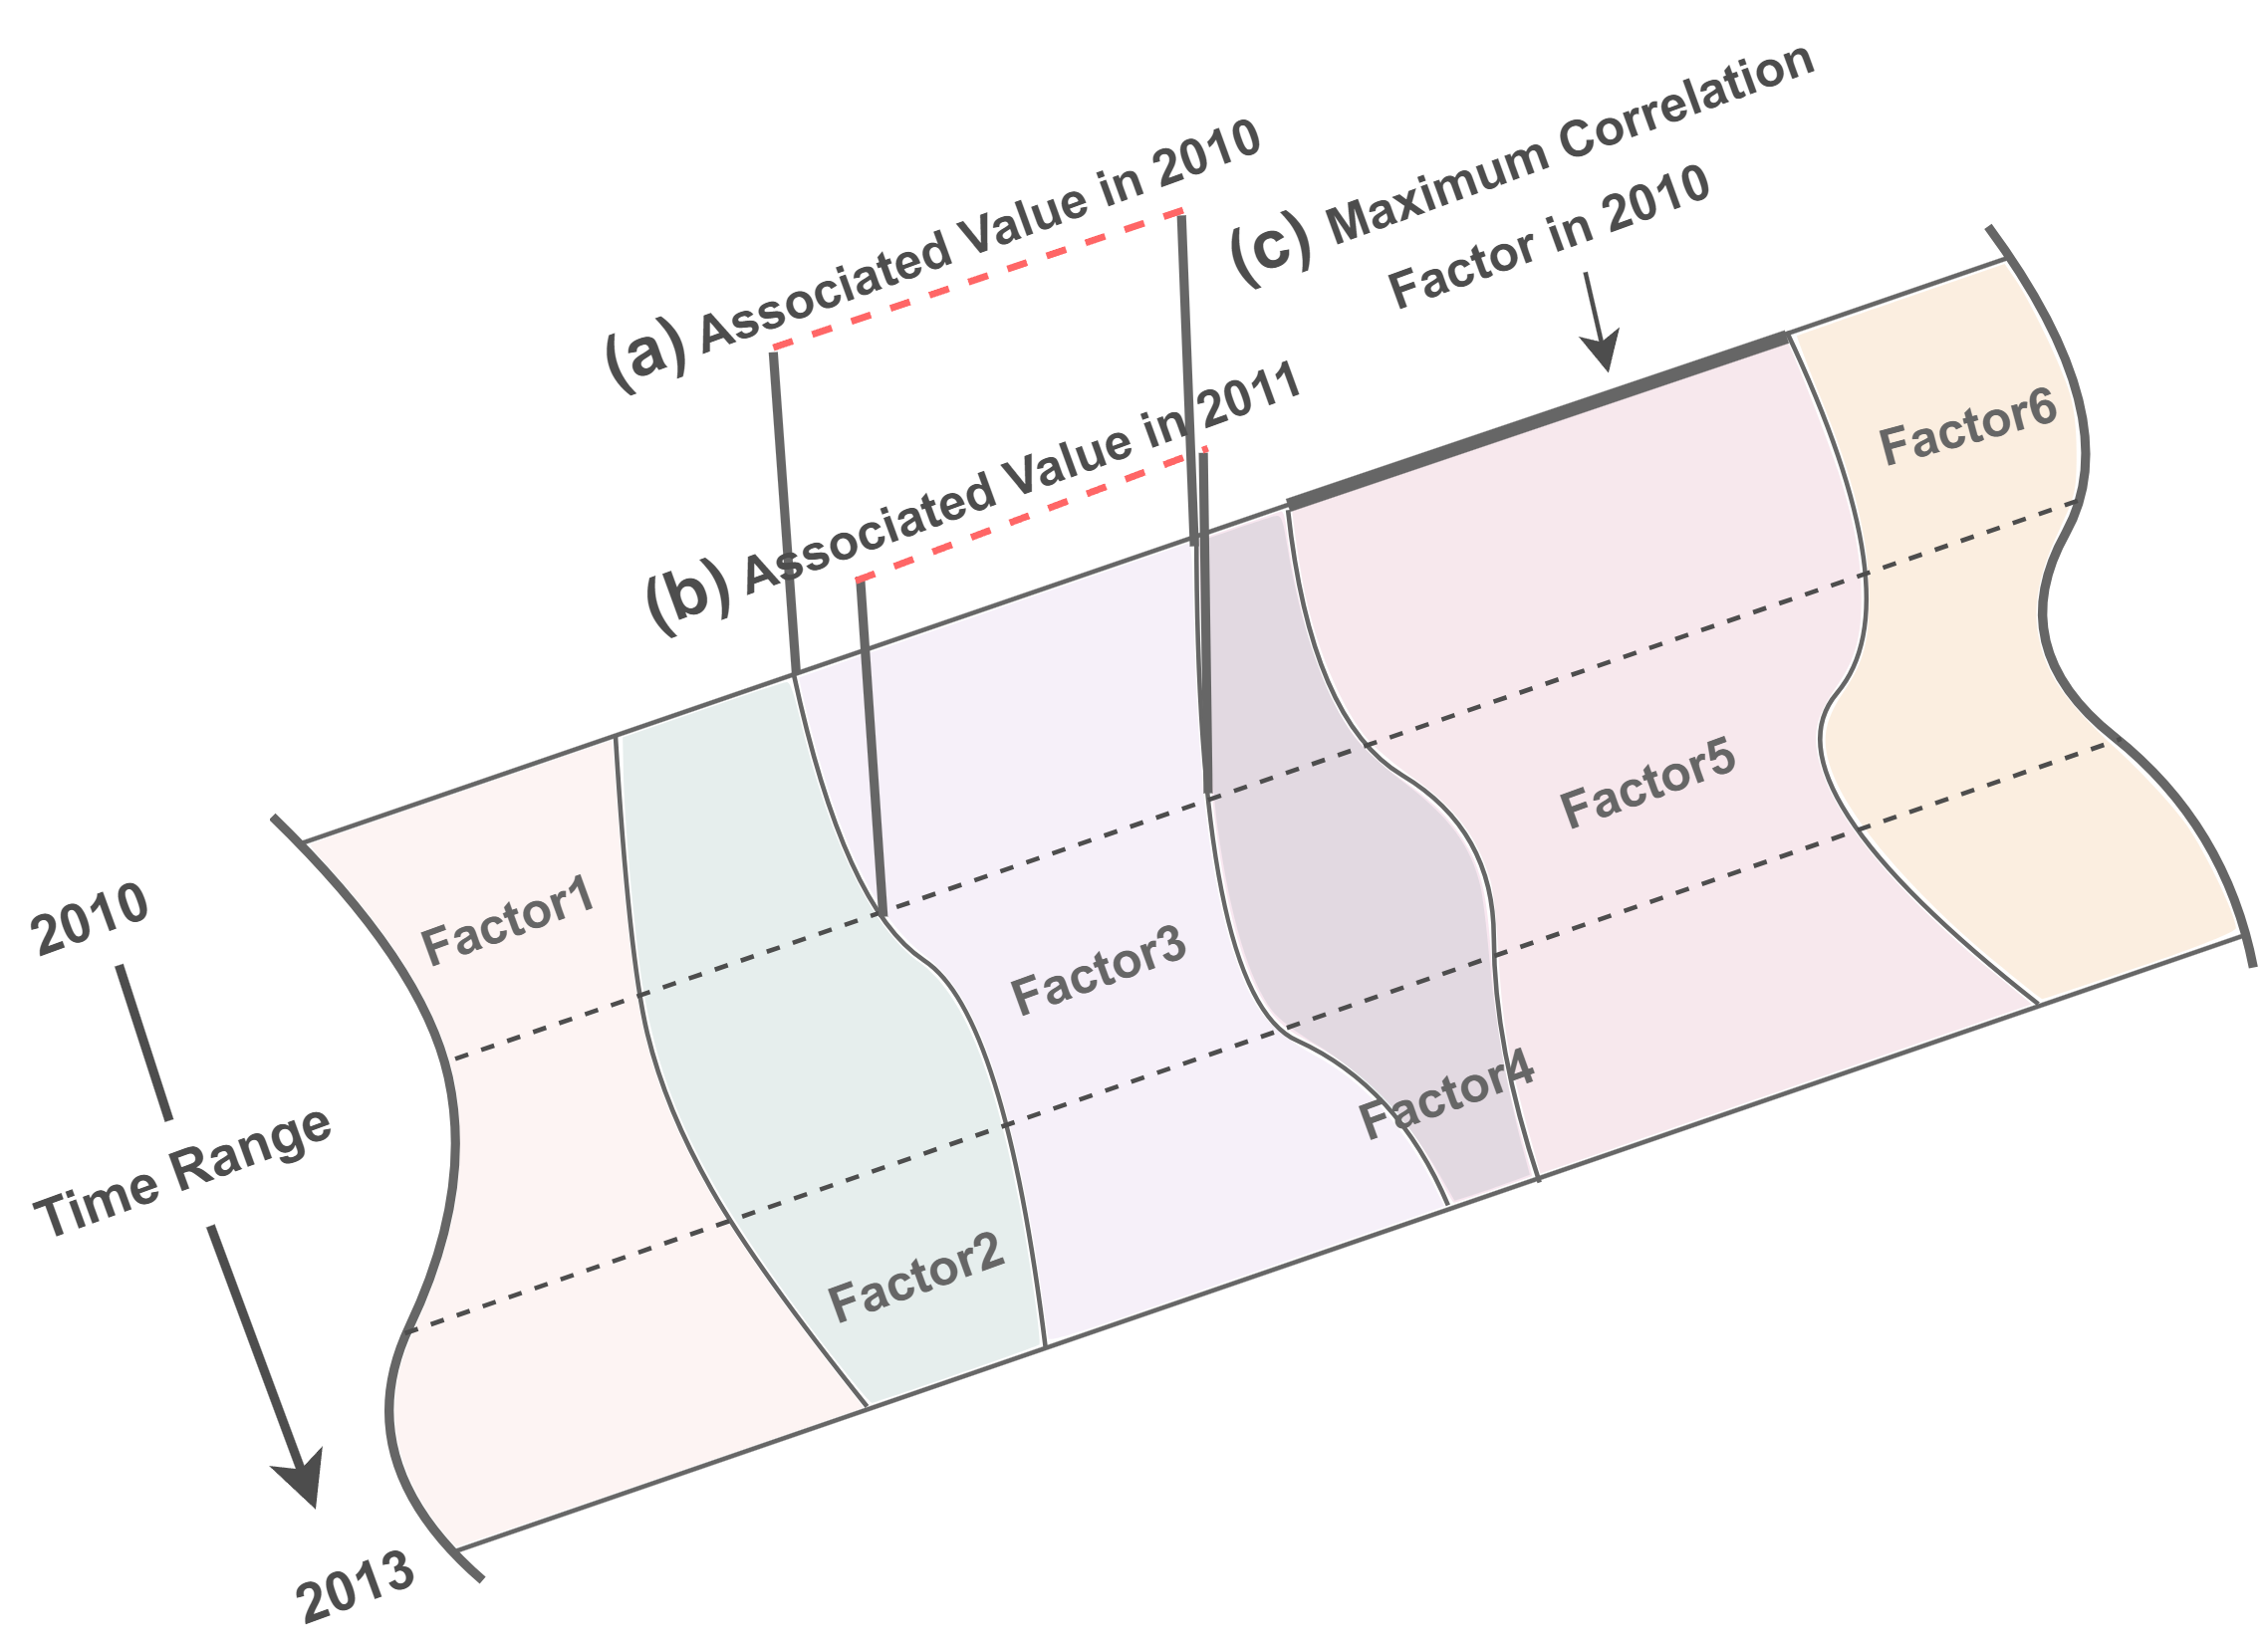 (a) Associated Value in 2010
(c) Maximum Correlation
Factor in 2010
(b) Associated Value in 2011
Factor6
Factor5
Factor1
2010
Factor3
Factor4
Time Range
Factor2
2013